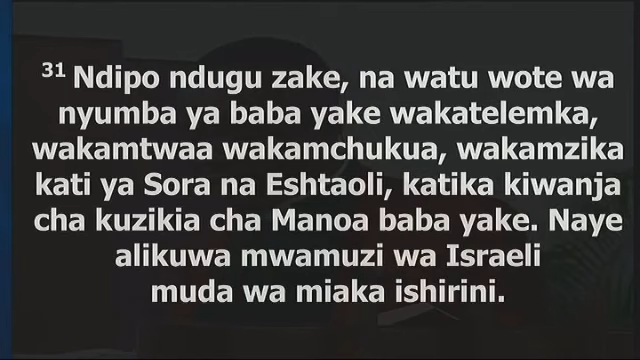 31 Ndipo ndugu zake, na watu wote wa
nyumba ya baba yake wakatelemka,
wakamtwaa wakamchukua, wakamzika
kati ya Sora na Eshtaoli, katika kiwanja
cha kuzikia cha Manoa baba yake. Naye
alikuwa mwamuzi wa Israeli
muda wa miaka ishirini.